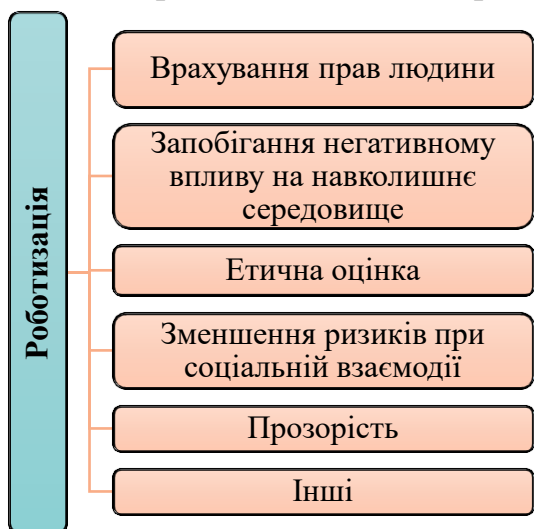 Роботизація
Врахування прав людини
Запобігання негативному
впливу на навколишнє
середовище
Етична оцінка
Зменшення ризиків при
соціальній взаємодії
Прозорість
Інші